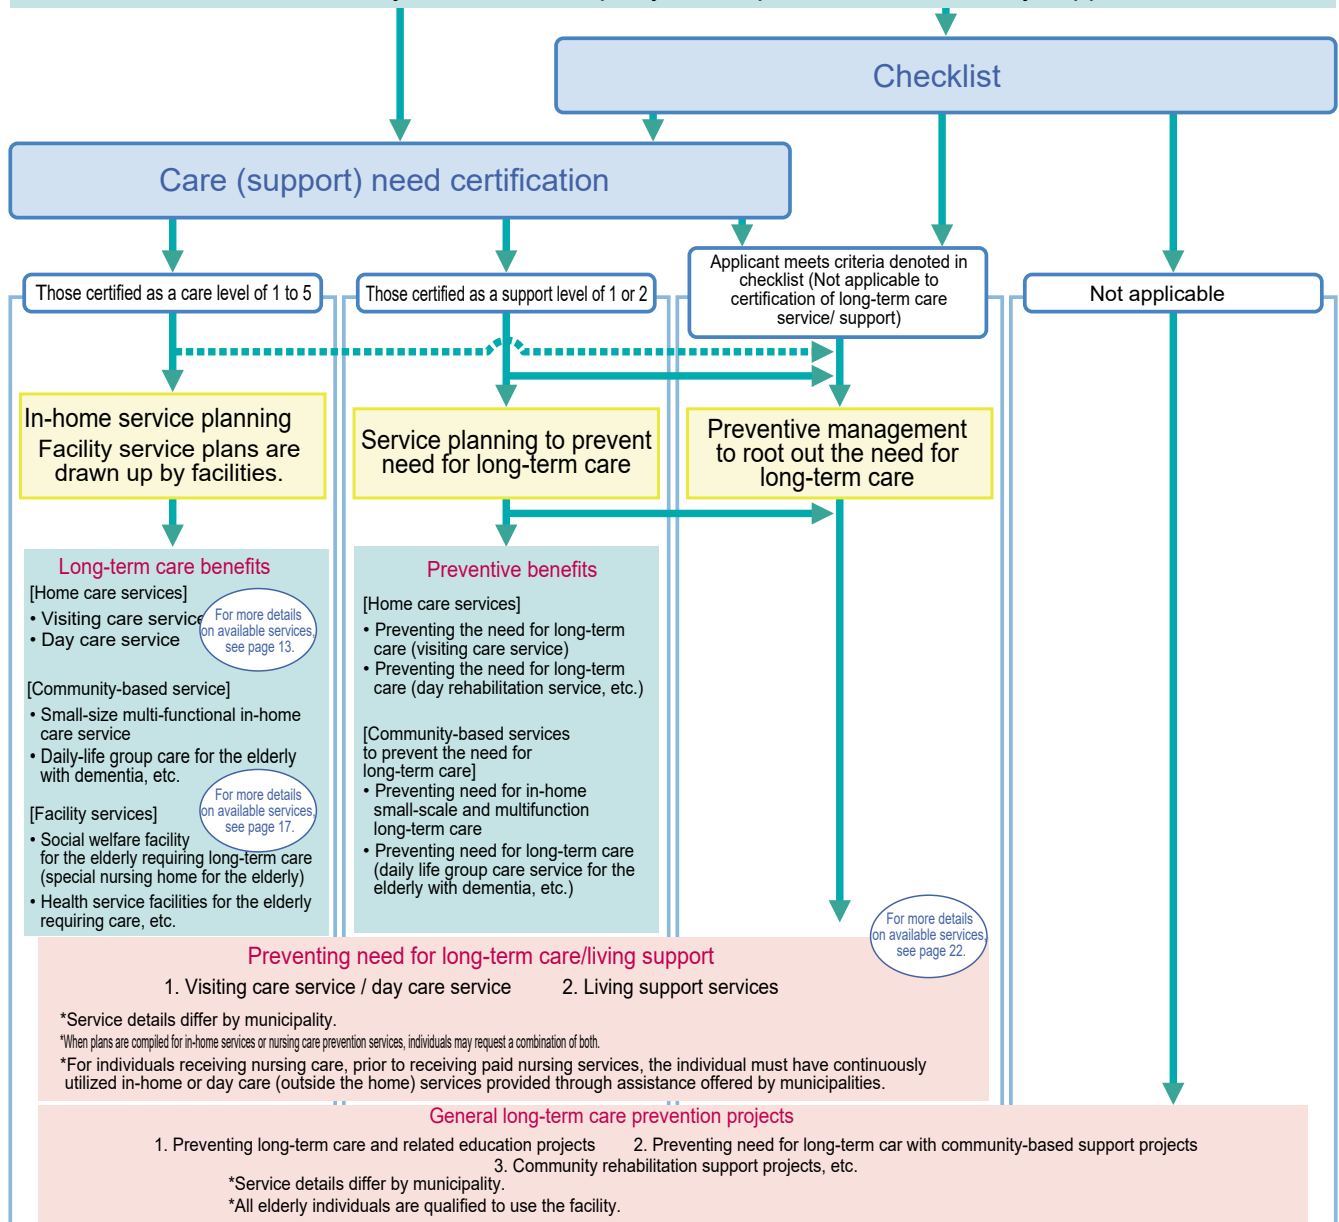 Checklist
Care (support) need certification
Those certified as a care level of 1 to 5
Those certified as a support level of 1 or 2
Applicant meets criteria denoted in
checklist (Not applicable to
certification of long-term care
service/ support)
Not applicable
In-home service planning
Facility service plans are
drawn up by facilities.
Service planning to prevent
need for long-term care
Preventive management
to root out the need for
long-term care
Long-term care benefits
[Home care services]
• Visiting care service
• Day care service
For more details
on available services,
see page 13.
[Community-based service]
• Small-size multi-functional in-home
care service
• Daily-life group care for the elderly
with dementia, etc.
[Facility services]
For more details
on available services,
see page 17.
• Social welfare facility
for the elderly requiring long-term care
(special nursing home for the elderly)
• Health service facilities for the elderly
requiring care, etc.
Preventive benefits
[Home care services]
• Preventing the need for long-term
care (visiting care service)
• Preventing the need for long-term
care (day rehabilitation service, etc.)
[Community-based services
to prevent the need for
long-term care]
• Preventing need for in-home
small-scale and multifunction
long-term care
• Preventing need for long-term care
(daily life group care service for the
elderly with dementia, etc.)
For more details
on available services,
see page 22.
Preventing need for long-term care/living support
1. Visiting care service / day care service 2. Living support services
*Service details differ by municipality.
*When plans are compiled for in-home services or nursing care prevention services, individuals may request a combination of both.
*For individuals receiving nursing care, prior to receiving paid nursing services, the individual must have continuously
utilized in-home or day care (outside the home) services provided through assistance offered by municipalities.
General long-term care prevention projects
1. Preventing long-term care and related education projects 2. Preventing need for long-term car with community-based support projects
3. Community rehabilitation support projects, etc.
*Service details differ by municipality.
*All elderly individuals are qualified to use the facility.